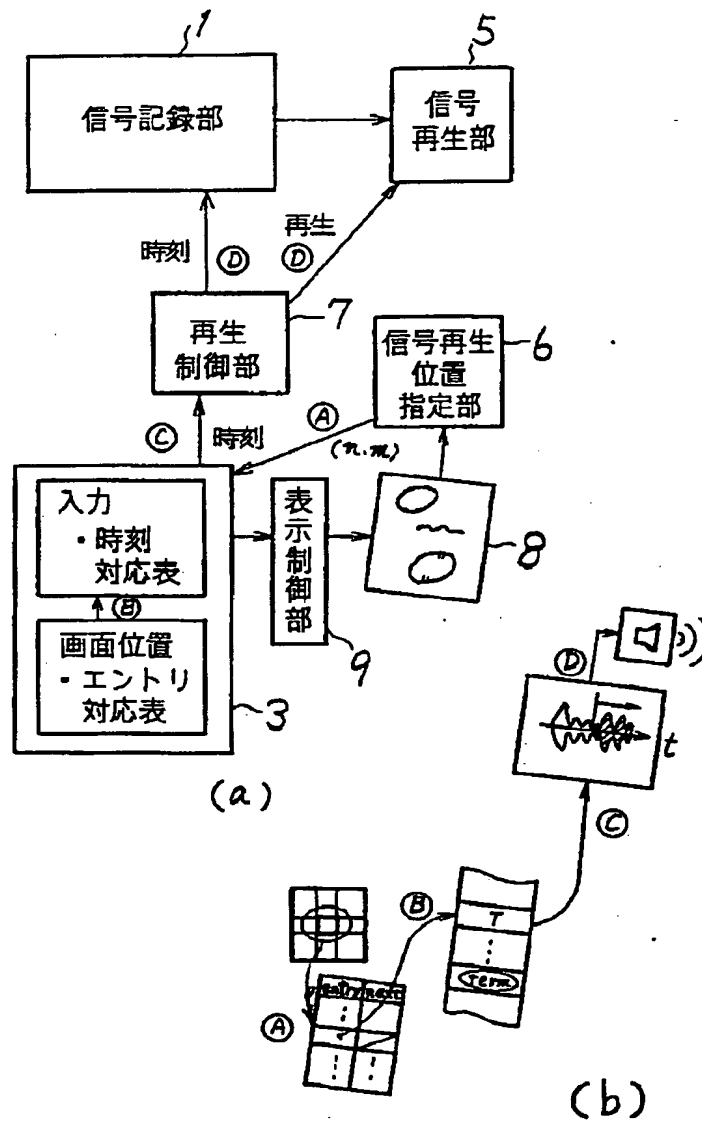 1
5
信号記録部
信号
再生部
時刻
Ⓓ
再生
Ⓓ
7
再生
制御部
信号再生
位置
指定部
6
Ⓒ
時刻
Ⓐ
(n.m)
入力
・時刻
対応表
Ⓑ
画面位置
・エントリ
対応表
3
表
示
制
御
部
9
8
(a)
Ⓓ
t
Ⓒ
Ⓑ
T
Term
entry next
Ⓐ
(b)